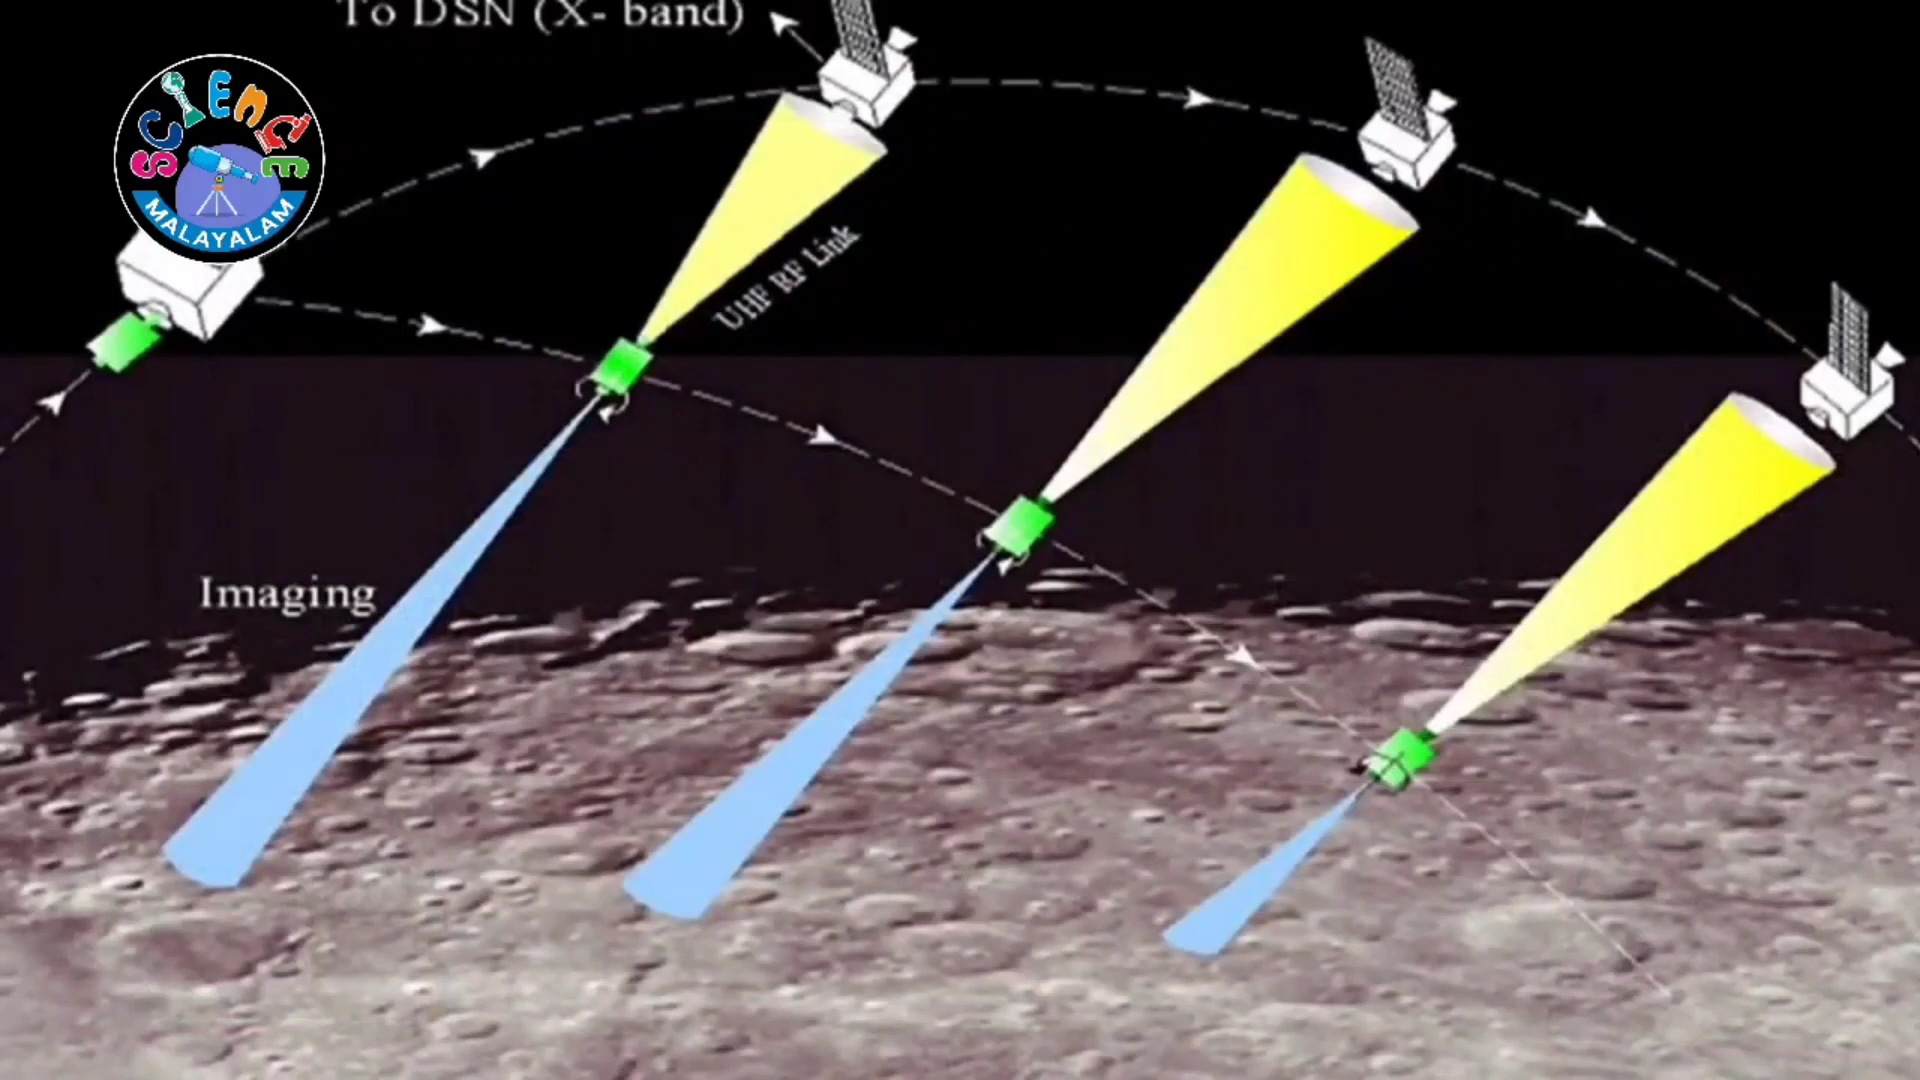 To DSN (X- band)
SCIENCE
MALAYALAM
UHF RF Link
Imaging